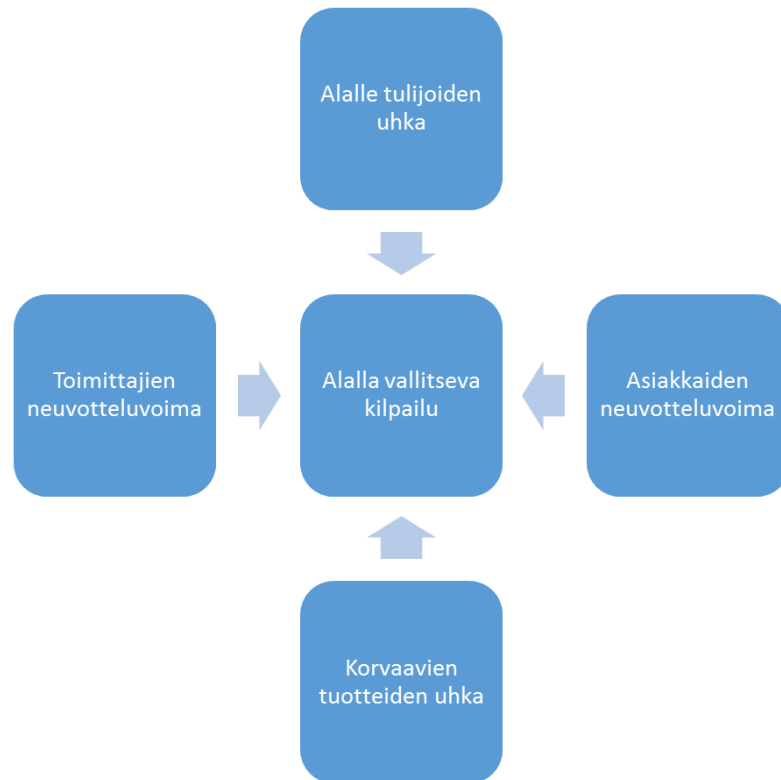 Alalle tulijoiden
uhka
Toimittajien
neuvotteluvoima
Alalla vallitseva
kilpailu
Asiakkaiden
neuvotteluvoima
Korvaavien
tuotteiden uhka